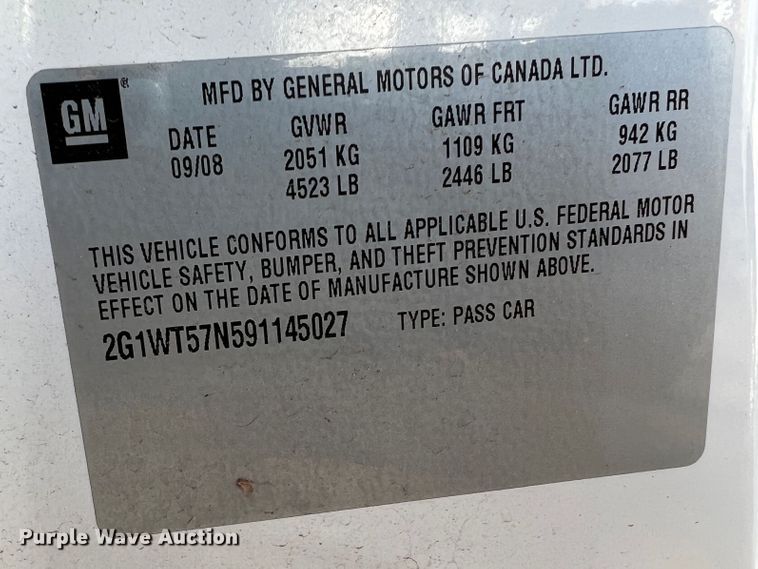 GM ®
MFD BY GENERAL MOTORS OF CANADA LTD.
DATE GVWR GAWR FRT GAWR RR
09/08 2051 KG 1109 KG 942 KG
4523 LB 2446 LB 2077 LB
THIS VEHICLE CONFORMS TO ALL APPLICABLE U.S. FEDERAL MOTOR
VEHICLE SAFETY, BUMPER, AND THEFT PREVENTION STANDARDS IN
EFFECT ON THE DATE OF MANUFACTURE SHOWN ABOVE.
2G1WT57N591145027 TYPE: PASS CAR
Purple Wave Auction